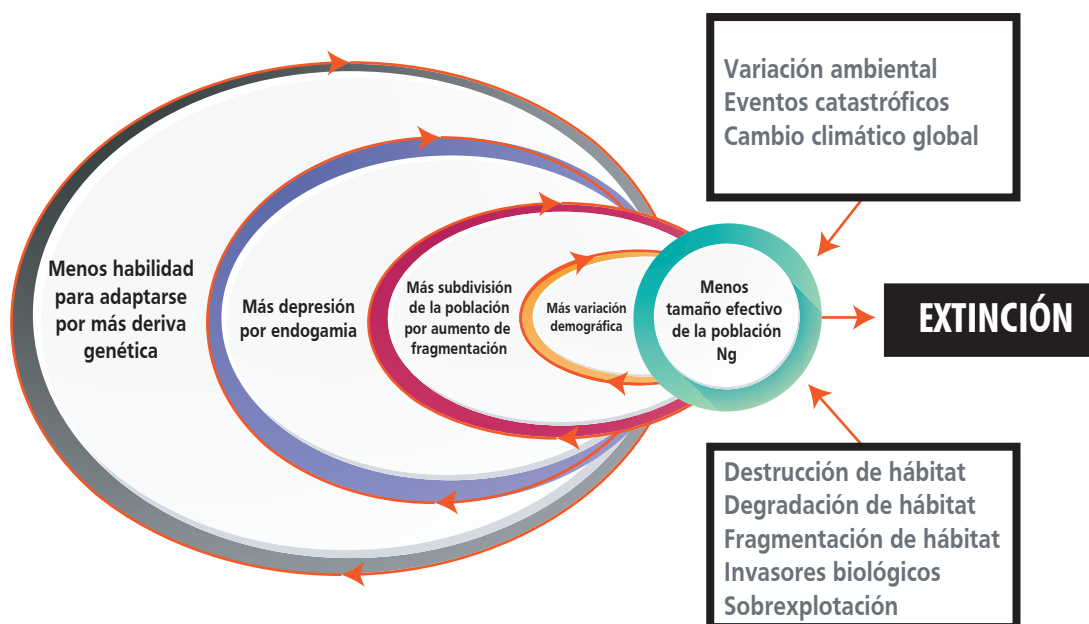 Variación ambiental
Eventos catastróficos
Cambio climático global
Menos habilidad
para adaptarse
por más deriva
genética
Más depresión
por endogamia
Más subdivisión
de la población
por aumento de
fragmentación
Más variación
demográfica
Menos
tamaño efectivo
de la población
Ng
EXTINCIÓN
Destrucción de hábitat
Degradación de hábitat
Fragmentación de hábitat
Invasores biológicos
Sobrexplotación